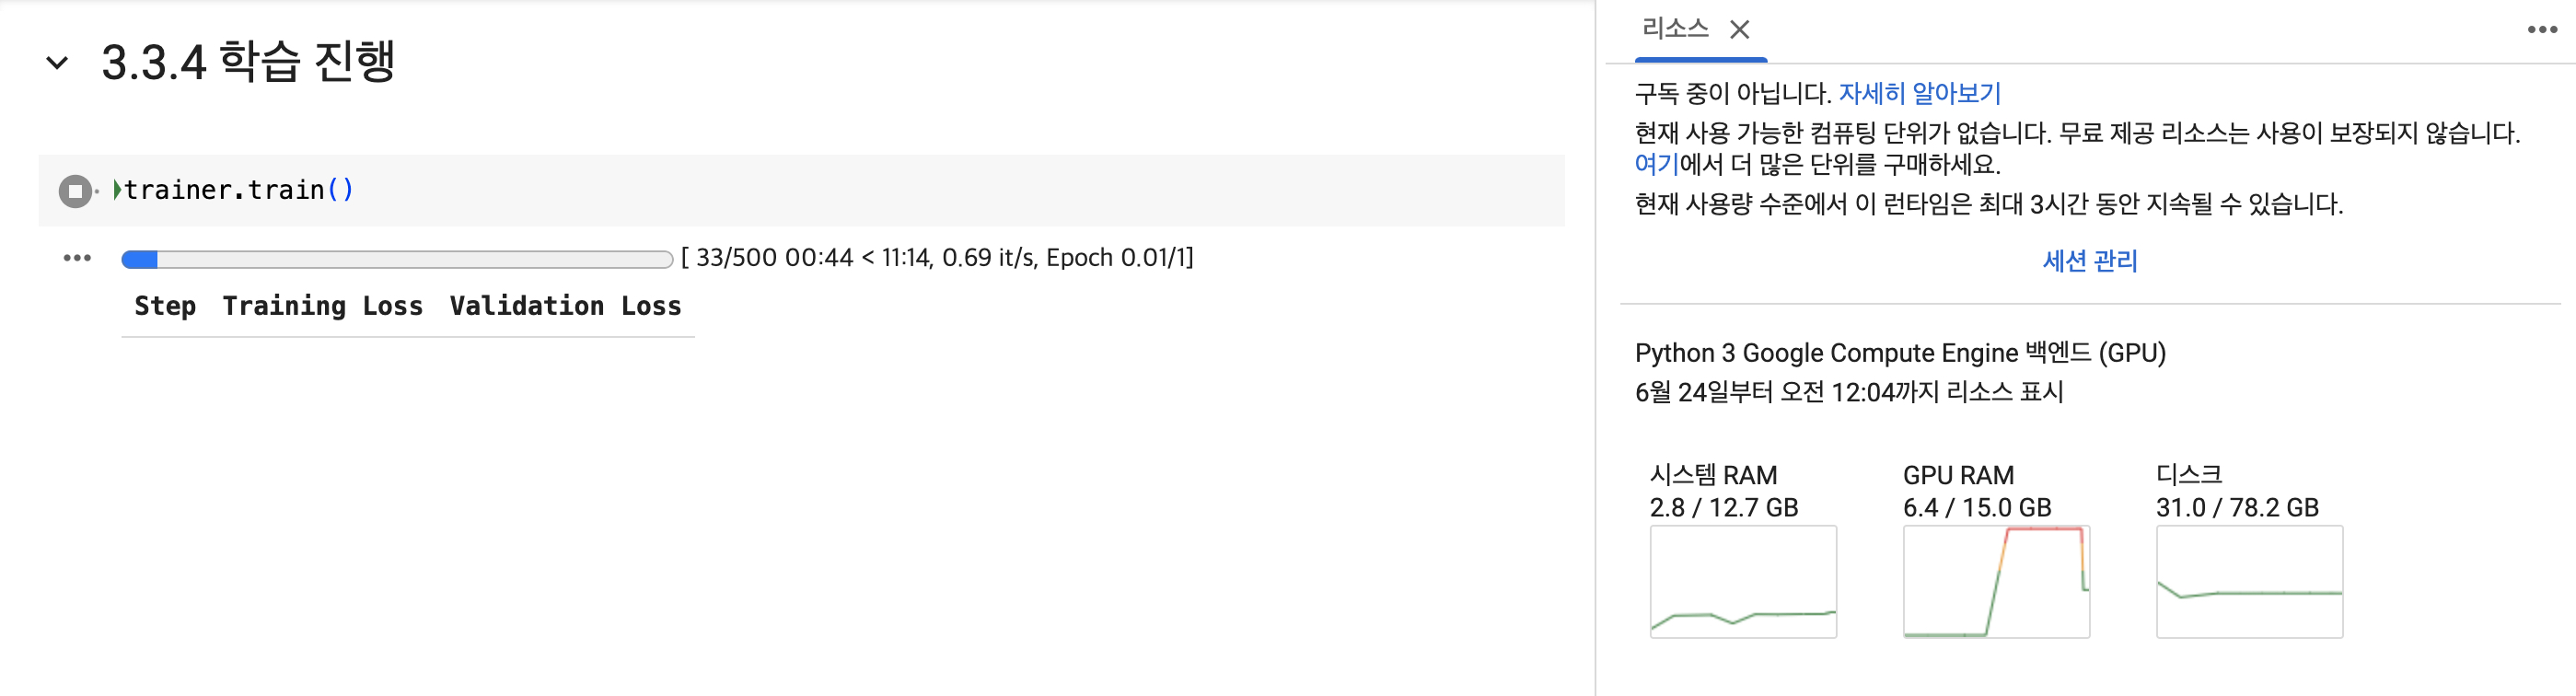 3.3.4 학습 진행
trainer.train()
[ 33/500 00:44 < 11:14, 0.69 it/s, Epoch 0.01/1]
Step Training Loss Validation Loss
리소스
구독 중이 아닙니다. 자세히 알아보기
현재 사용 가능한 컴퓨팅 단위가 없습니다. 무료 제공 리소스는 사용이 보장되지 않습니다.
여기에서 더 많은 단위를 구매하세요.
현재 사용량 수준에서 이 런타임은 최대 3시간 동안 지속될 수 있습니다.
세션 관리
Python 3 Google Compute Engine 백엔드 (GPU)
6월 24일부터 오전 12:04까지 리소스 표시
시스템 RAM
2.8 / 12.7 GB
GPU RAM
6.4 / 15.0 GB
디스크
31.0 / 78.2 GB